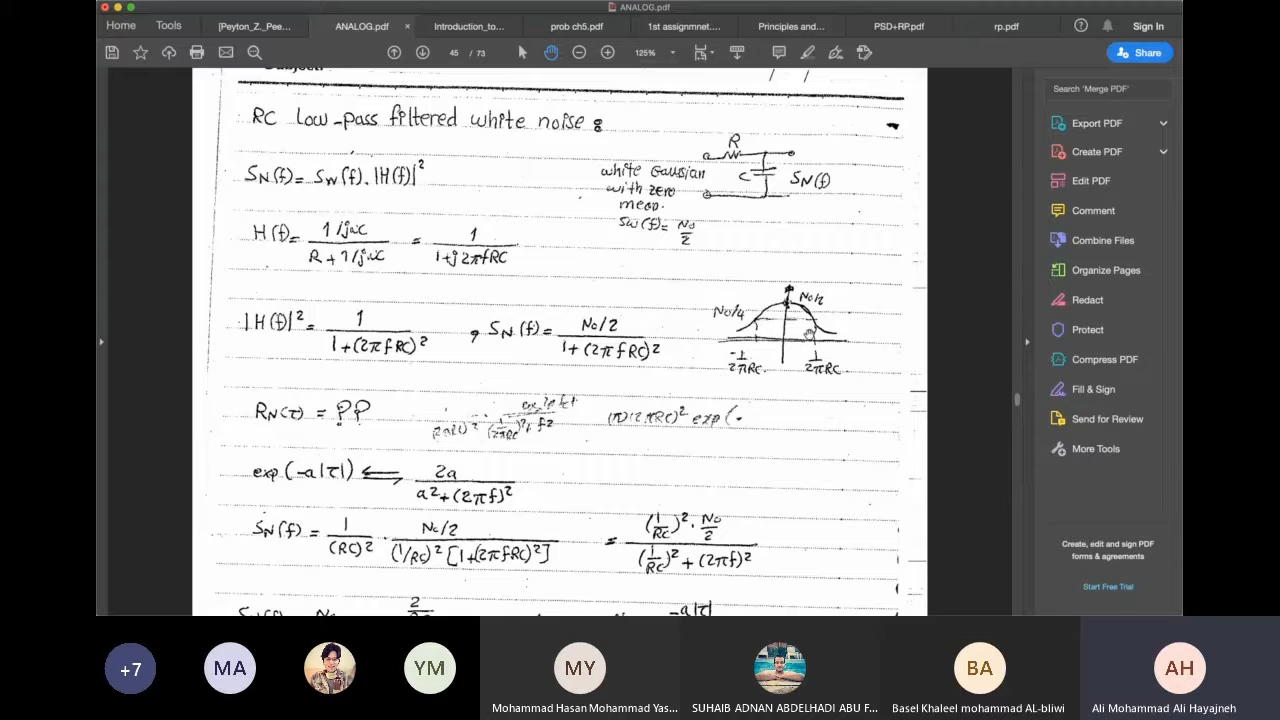 ANALOG.pdf
Home Tools [Peyton_Z._Pee... ANALOG.pdf × Introduction_to... prob ch5.pdf 1st assignmnet... Principles and... PSD+RP.pdf rp.pdf Sign In
45 / 73 125% Share
RC Low-pass filtered white noise :
R
C
SN(f)
white Gaussian
with zero
mean.
Sw(f)= No/2
SN(f)= Sw(f). |H(f)|²
H(f)= (1/jωC)/(R+1/jωC) = 1/(1+j2πfRC)
No/2
No/4
-1/2πRC 1/2πRC
|H(f)|²= 1/(1+(2πfRC)²) , SN(f)= (No/2)/(1+(2πfRC)²)
RN(τ) = ??
exp(-a|τ|) ⟸ 2a/(a²+(2πf)²)
SN(f) = 1/(RC)² . (No/2)/((1/RC)²[1+(2πfRC)²]) = ((1/RC)². No/2)/((1/RC)²+(2πf)²)
-a|τ|
Search 'Merge PDF'
Export PDF
Create PDF
Edit PDF
Comment
Combine Files
Organize Pages
Redact
Protect
Compress PDF
Fill & Sign
Send for Review
More Tools
Create, edit and sign PDF
forms & agreements
Start Free Trial
+7 MA YM MY BA AH
Mohammad Hasan Mohammad Yas... SUHAIB ADNAN ABDELHADI ABU F... Basel Khaleel mohammad AL-bliwi Ali Mohammad Ali Hayajneh